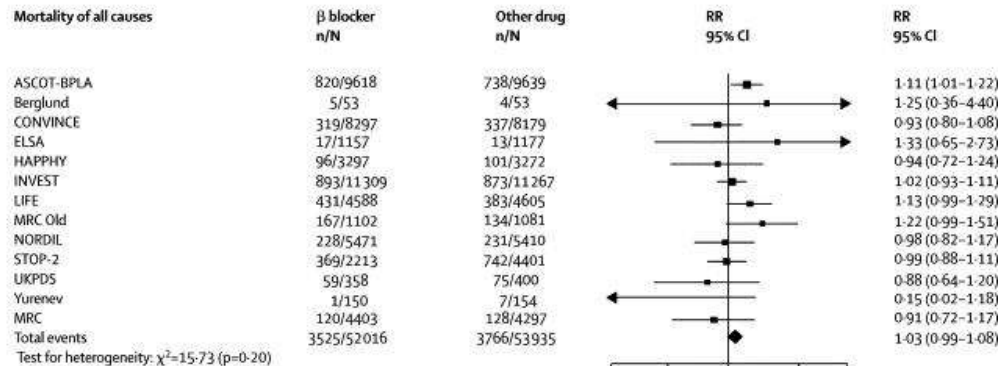 Mortality of all causes β blocker Other drug RR RR
n/N n/N 95% CI 95% CI
ASCOT-BPLA 820/9618 738/9639 1·11 (1·01–1·22)
Berglund 5/53 4/53 1·25 (0·36–4·40)
CONVINCE 319/8297 337/8179 0·93 (0·80–1·08)
ELSA 17/1157 13/1177 1·33 (0·65–2·73)
HAPPHY 96/3297 101/3272 0·94 (0·72–1·24)
INVEST 893/11309 873/11267 1·02 (0·93–1·11)
LIFE 431/4588 383/4605 1·13 (0·99–1·29)
MRC Old 167/1102 134/1081 1·22 (0·99–1·51)
NORDIL 228/5471 231/5410 0·98 (0·82–1·17)
STOP-2 369/2213 742/4401 0·99 (0·88–1·11)
UKPDS 59/358 75/400 0·88 (0·64–1·20)
Yurenev 1/150 7/154 0·15 (0·02–1·18)
MRC 120/4403 128/4297 0·91 (0·72–1·17)
Total events 3525/52016 3766/53935 1·03 (0·99–1·08)
Test for heterogeneity: χ²=15·73 (p=0·20)